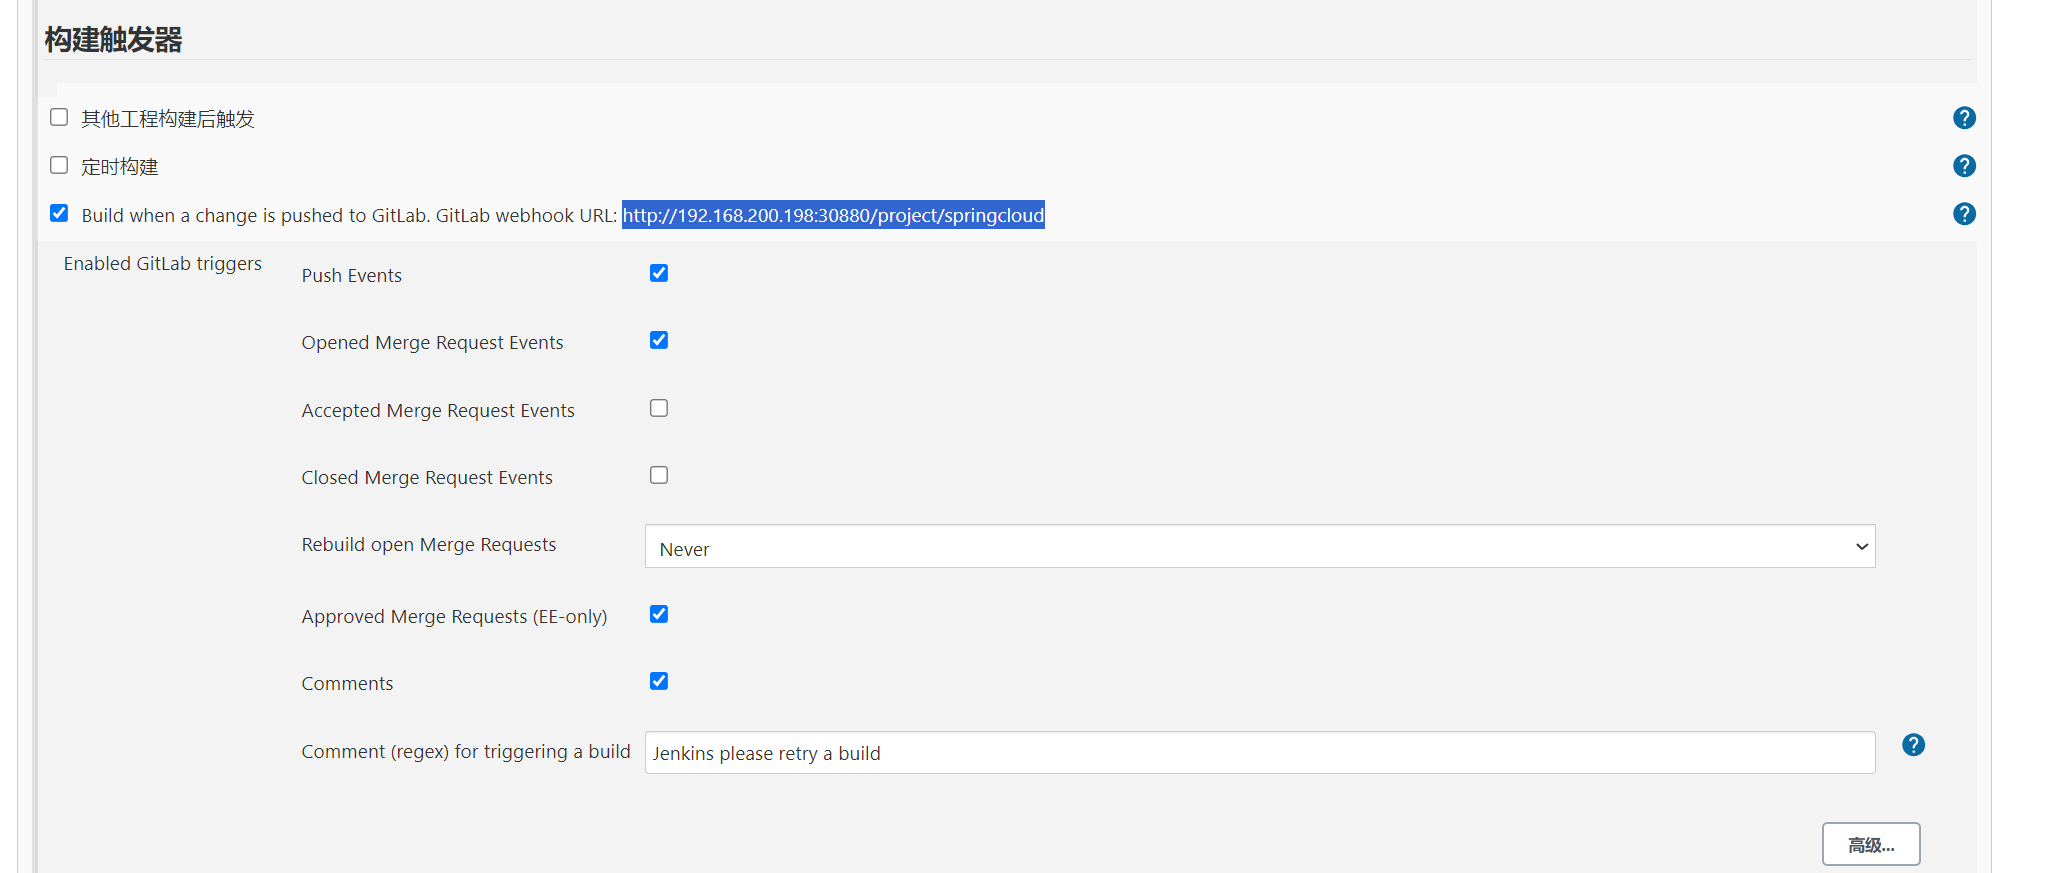 构建触发器
其他工程构建后触发
定时构建
Build when a change is pushed to GitLab. GitLab webhook URL: http://192.168.200.198:30880/project/springcloud
Enabled GitLab triggers
Push Events
Opened Merge Request Events
Accepted Merge Request Events
Closed Merge Request Events
Rebuild open Merge Requests
Never
Approved Merge Requests (EE-only)
Comments
Comment (regex) for triggering a build
Jenkins please retry a build
高级...